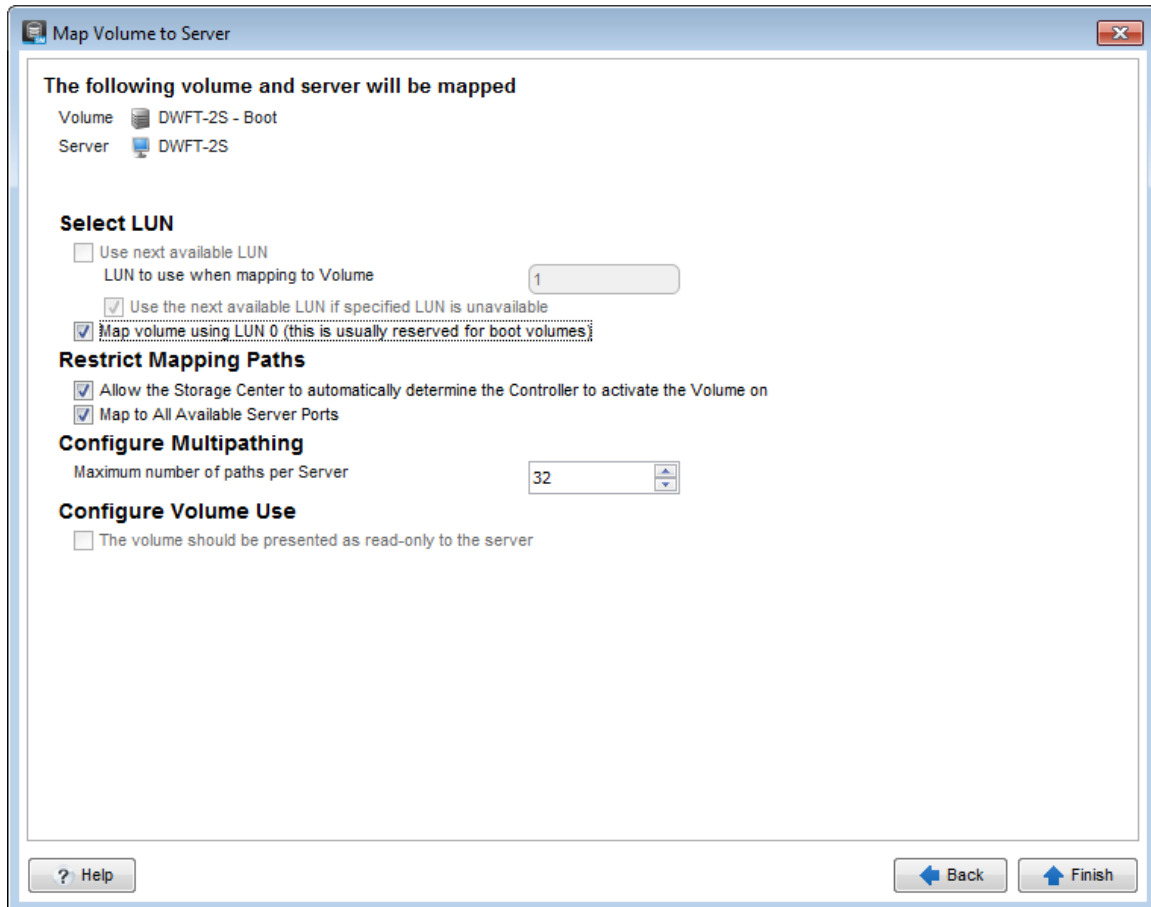 Map Volume to Server
The following volume and server will be mapped
Volume DWFT-2S - Boot
Server DWFT-2S
Select LUN
Use next available LUN
LUN to use when mapping to Volume 1
Use the next available LUN if specified LUN is unavailable
Map volume using LUN 0 (this is usually reserved for boot volumes)
Restrict Mapping Paths
Allow the Storage Center to automatically determine the Controller to activate the Volume on
Map to All Available Server Ports
Configure Multipathing
Maximum number of paths per Server 32
Configure Volume Use
The volume should be presented as read-only to the server
? Help Back Finish